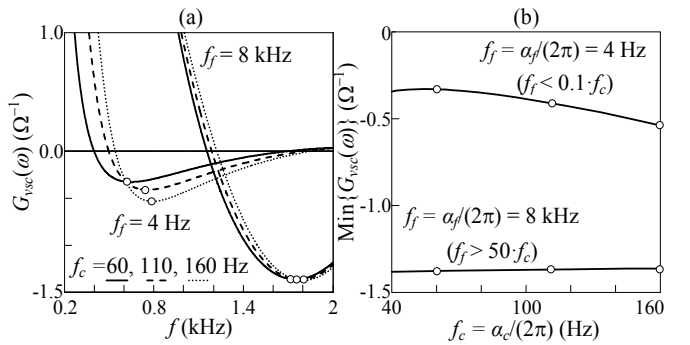 (a)
1.0
0.0
-1.5
G_vsc(ω) (Ω⁻¹)
f_f = 8 kHz
f_f = 4 Hz
f_c =60, 110, 160 Hz
0.2 0.8 1.4 2
f (kHz)
(b)
0
-0.5
-1.0
-1.5
Min{G_vsc(ω)} (Ω⁻¹)
f_f = α_f/(2π) = 4 Hz
(f_f < 0.1·f_c)
f_f = α_f/(2π) = 8 kHz
(f_f > 50·f_c)
40 100 160
f_c = α_c/(2π) (Hz)